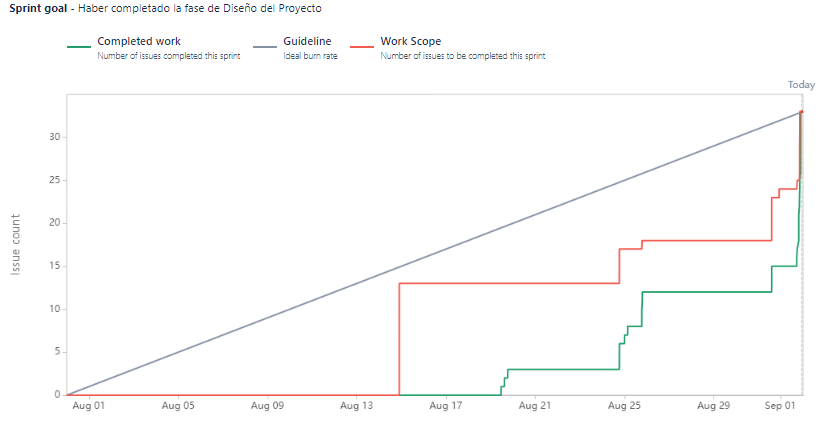 Sprint goal - Haber completado la fase de Diseño del Proyecto
Completed work
Number of issues completed this sprint
Guideline
Ideal burn rate
Work Scope
Number of issues to be completed this sprint
Today
Issue count
30
25
20
15
10
5
0
Aug 01 Aug 05 Aug 09 Aug 13 Aug 17 Aug 21 Aug 25 Aug 29 Sep 01